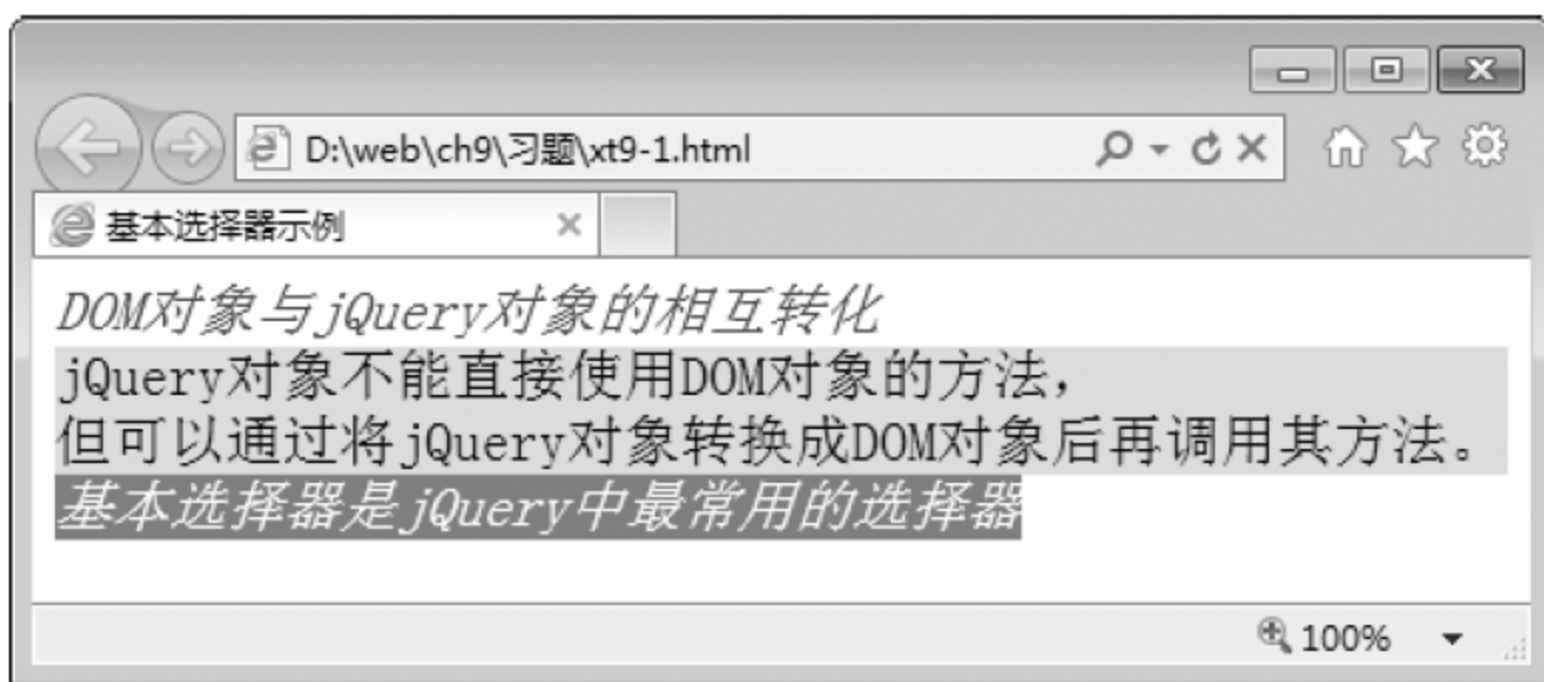 D:\web\ch9\习题\xt9-1.html
基本选择器示例
DOM对象与jQuery对象的相互转化
jQuery对象不能直接使用DOM对象的方法，
但可以通过将jQuery对象转换成DOM对象后再调用其方法。
基本选择器是jQuery中最常用的选择器
100%